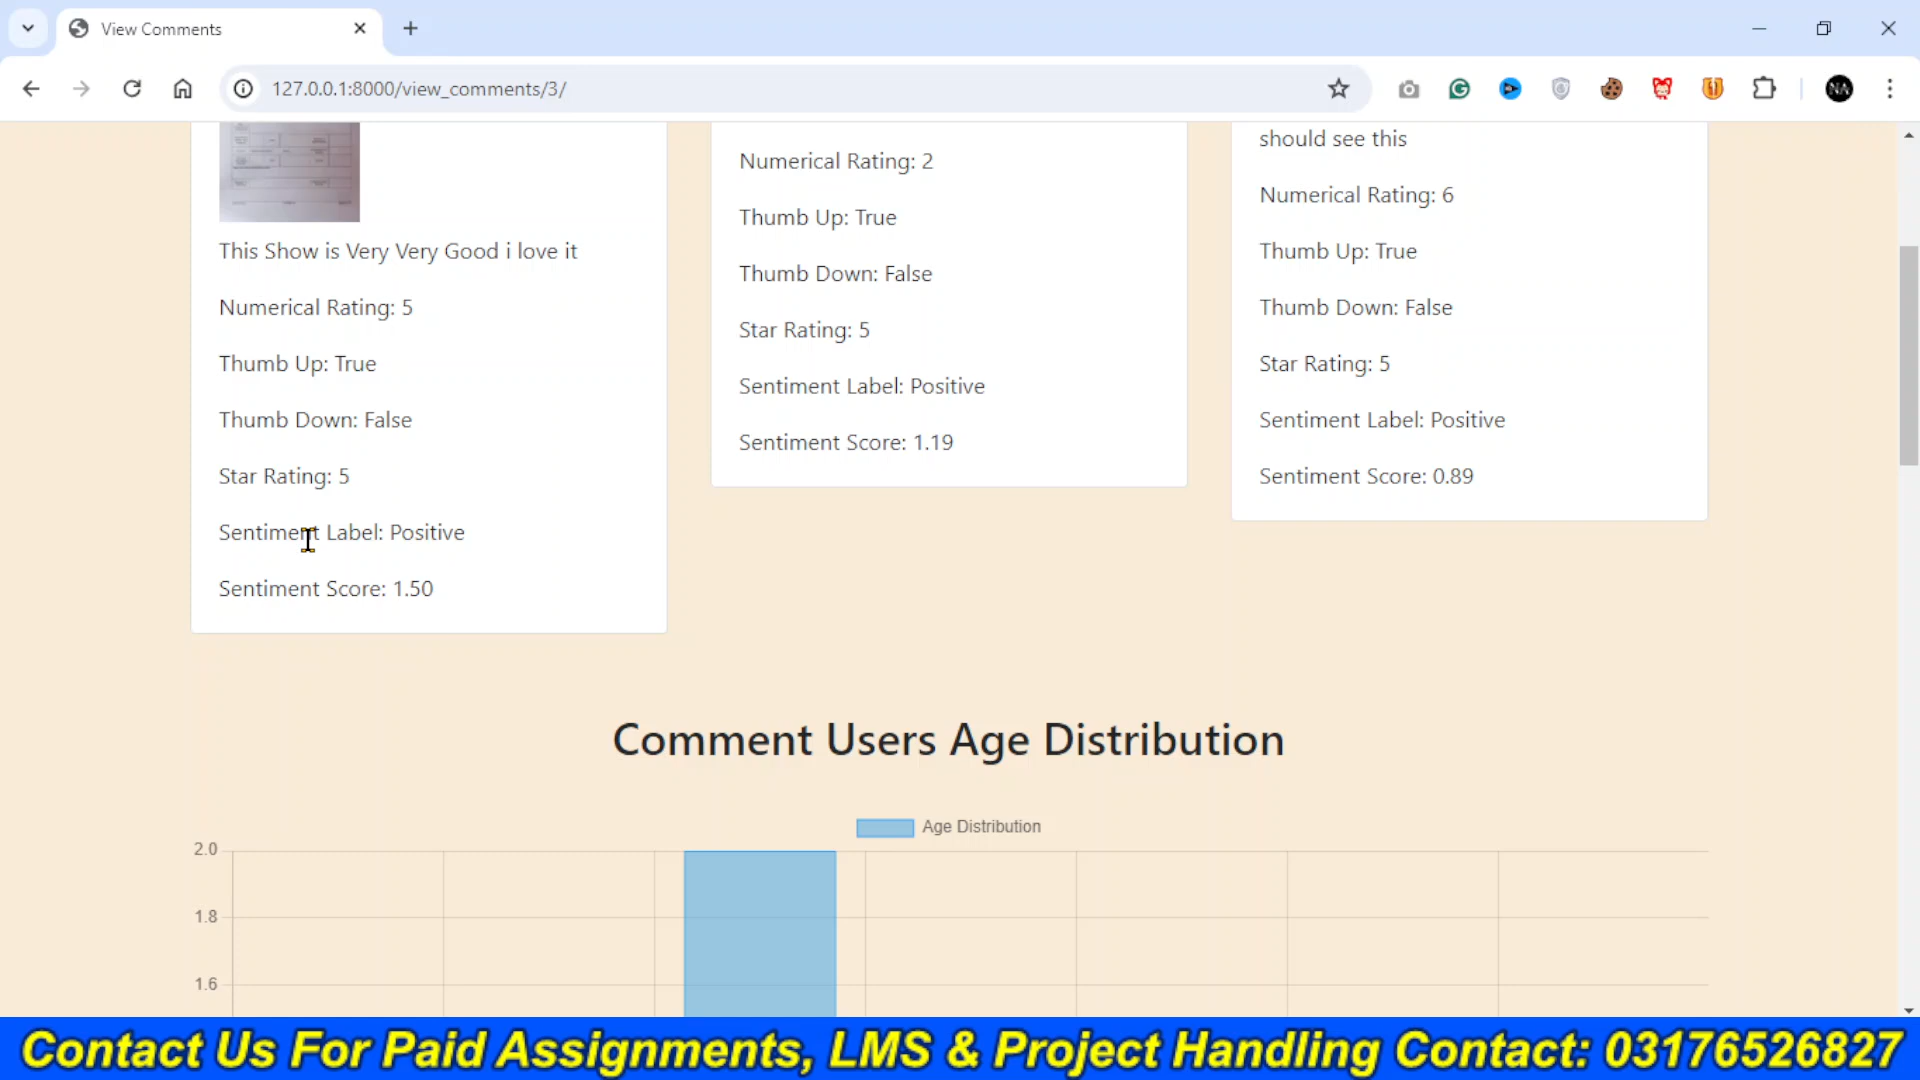 View Comments
127.0.0.1:8000/view_comments/3/
NA
This Show is Very Very Good i love it
Numerical Rating: 5
Thumb Up: True
Thumb Down: False
Star Rating: 5
Sentiment Label: Positive
Sentiment Score: 1.50
Numerical Rating: 2
Thumb Up: True
Thumb Down: False
Star Rating: 5
Sentiment Label: Positive
Sentiment Score: 1.19
should see this
Numerical Rating: 6
Thumb Up: True
Thumb Down: False
Star Rating: 5
Sentiment Label: Positive
Sentiment Score: 0.89
Comment Users Age Distribution
Age Distribution
2.0
1.8
1.6
Contact Us For Paid Assignments, LMS & Project Handling Contact: 03176526827